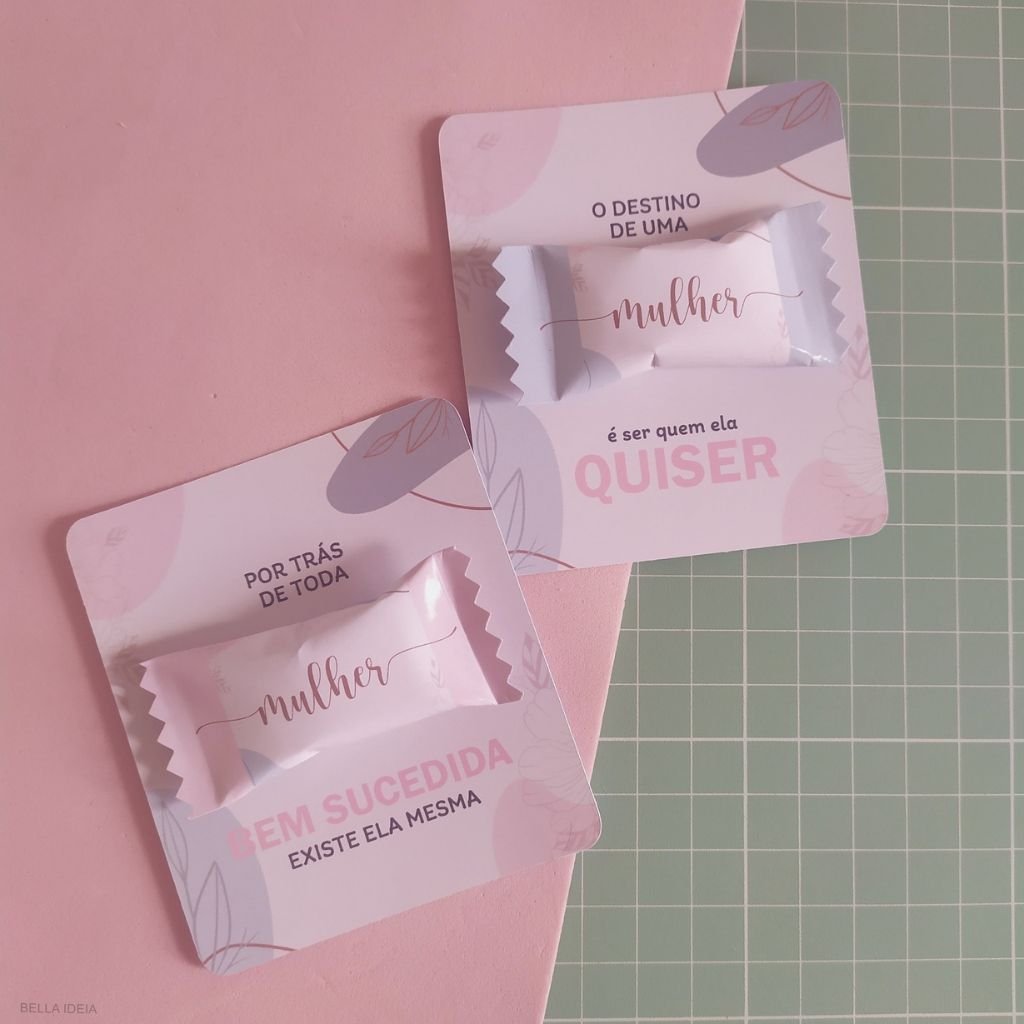 O DESTINO
DE UMA
mulher
é ser quem ela
QUISER
POR TRÁS
DE TODA
mulher
BEM SUCEDIDA
EXISTE ELA MESMA
BELLA IDEIA